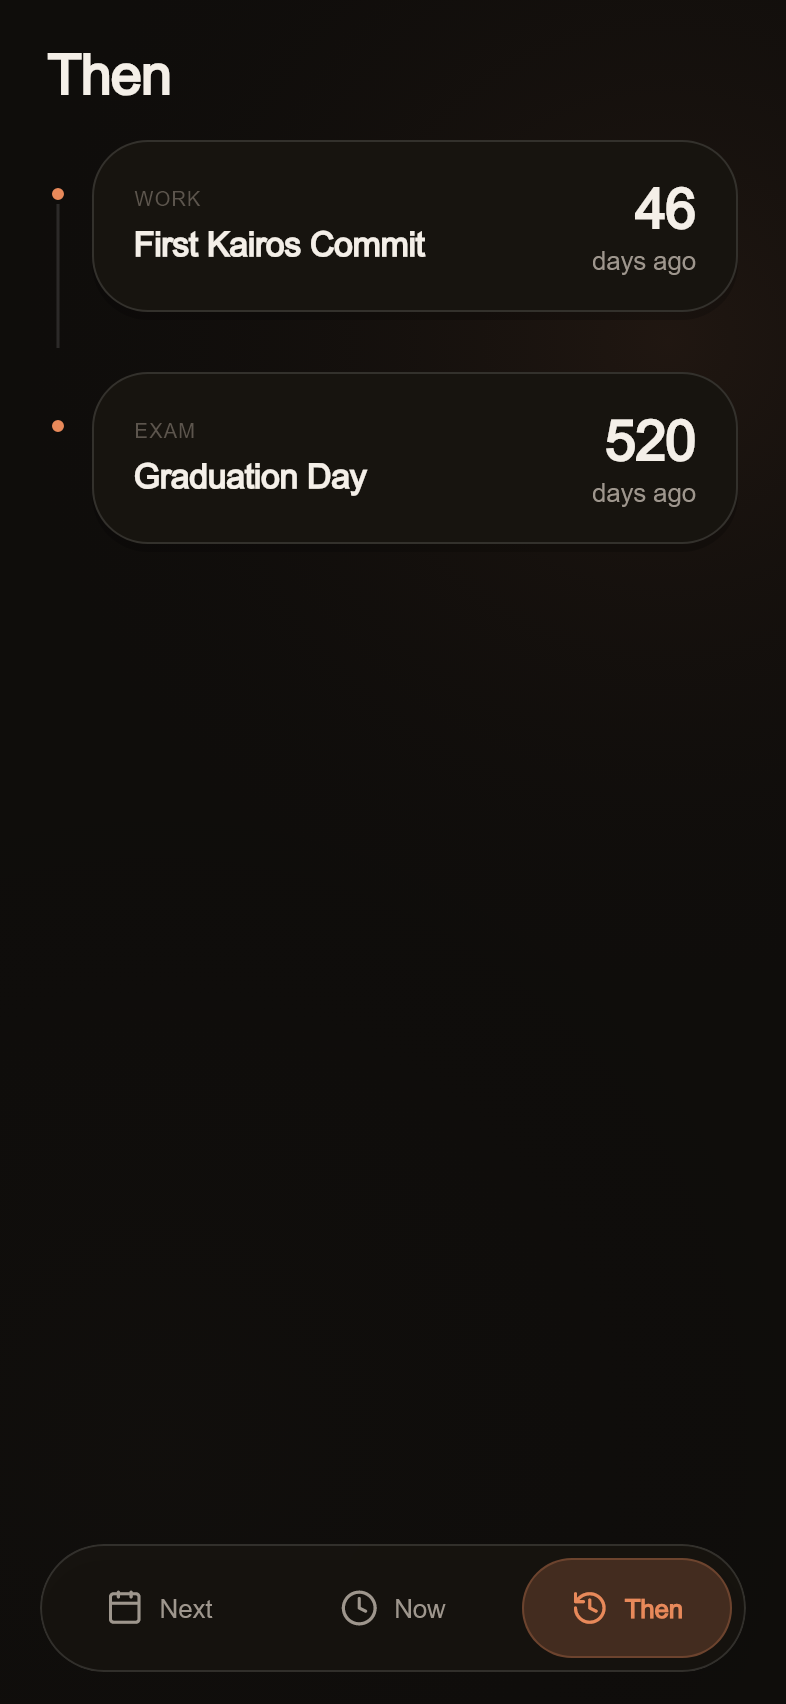 Then
WORK
First Kairos Commit
46
days ago
EXAM
Graduation Day
520
days ago
Next
Now
Then